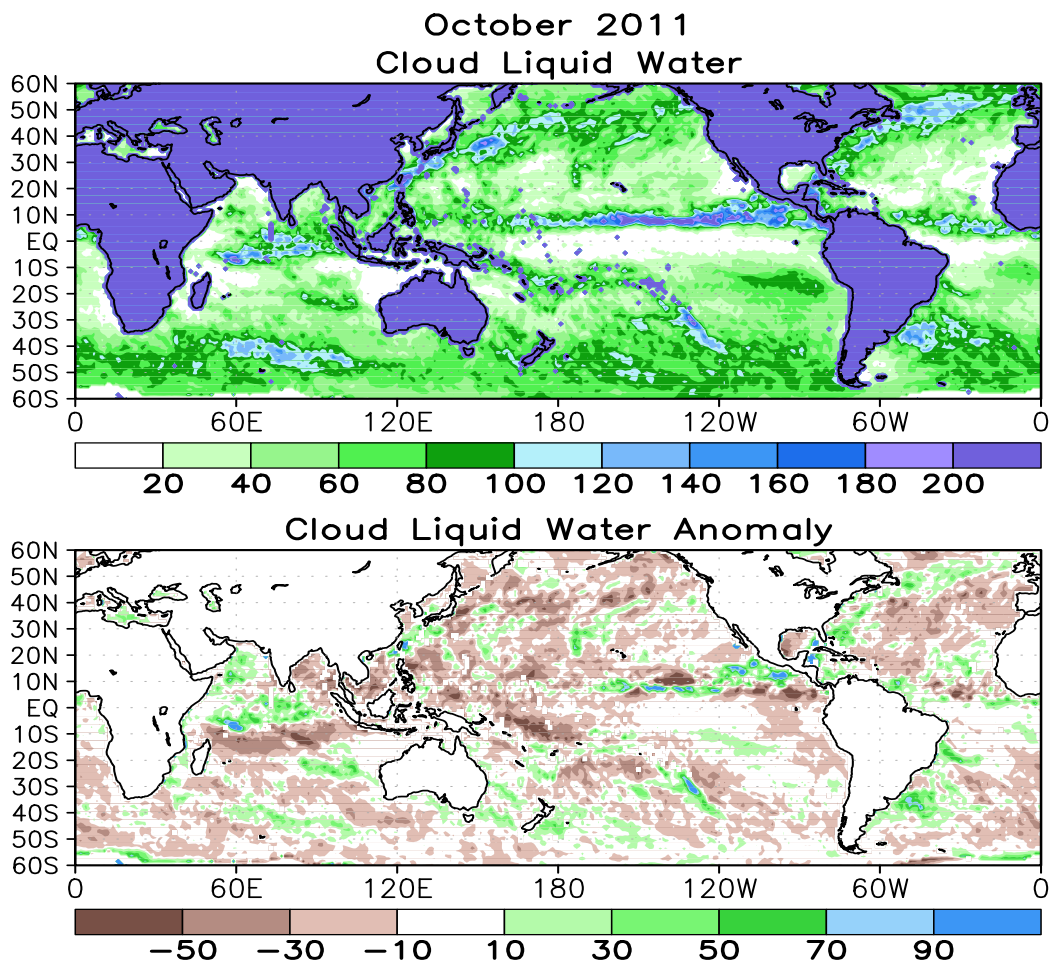 October 2011
Cloud Liquid Water
60N
50N
40N
30N
20N
10N
EQ
10S
20S
30S
40S
50S
60S
0 60E 120E 180 120W 60W 0
20 40 60 80 100 120 140 160 180 200
Cloud Liquid Water Anomaly
60N
50N
40N
30N
20N
10N
EQ
10S
20S
30S
40S
50S
60S
0 60E 120E 180 120W 60W 0
−50 −30 −10 10 30 50 70 90